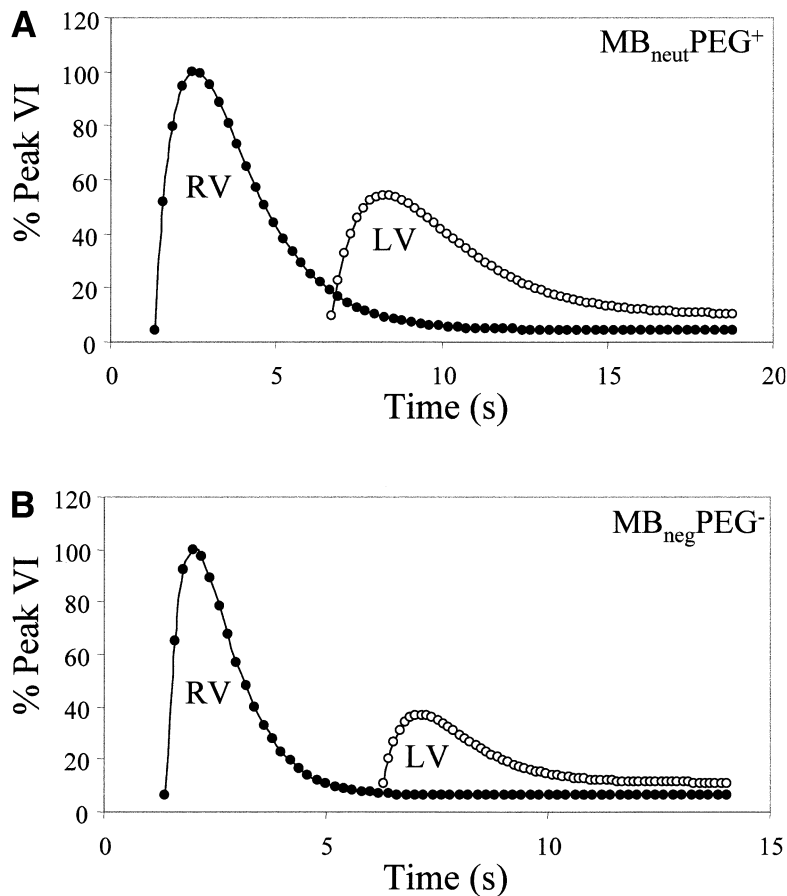 A
120
100
80
60
40
20
0
% Peak VI
MBneutPEG+
RV
LV
0 5 10 15 20
Time (s)
B
120
100
80
60
40
20
0
% Peak VI
MBnegPEG-
RV
LV
0 5 10 15
Time (s)